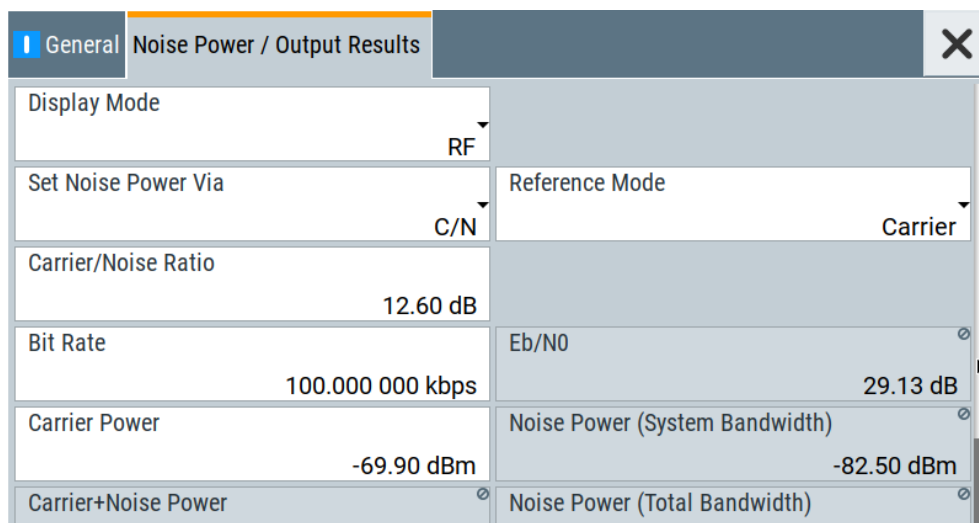 General Noise Power / Output Results
Display Mode
RF
Set Noise Power Via
C/N
Reference Mode
Carrier
Carrier/Noise Ratio
12.60 dB
Bit Rate
100.000 000 kbps
Eb/N0
29.13 dB
Carrier Power
-69.90 dBm
Noise Power (System Bandwidth)
-82.50 dBm
Carrier+Noise Power
Noise Power (Total Bandwidth)